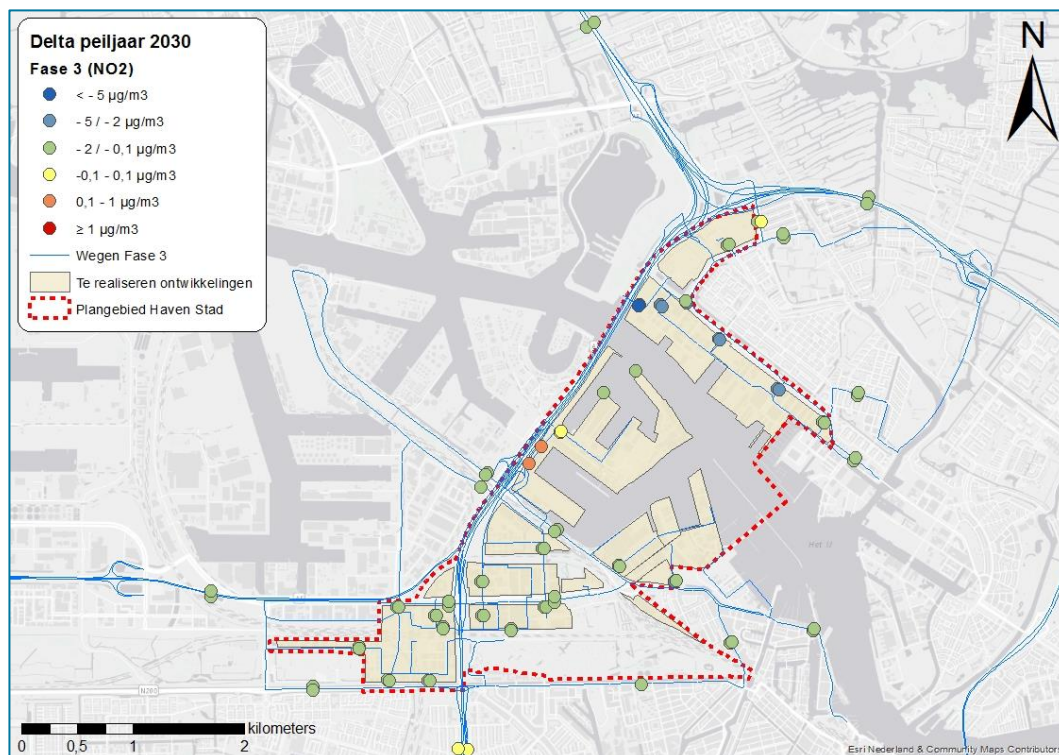 Delta peiljaar 2030
Fase 3 (NO2)
< - 5 µg/m3
- 5 / - 2 µg/m3
- 2 / - 0,1 µg/m3
-0,1 - 0,1 µg/m3
0,1 - 1 µg/m3
≥ 1 µg/m3
Wegen Fase 3
Te realiseren ontwikkelingen
Plangebied Haven Stad
N
Het IJ
N200
kilometers
0 0,5 1 2
Esri Nederland & Community Maps Contributor